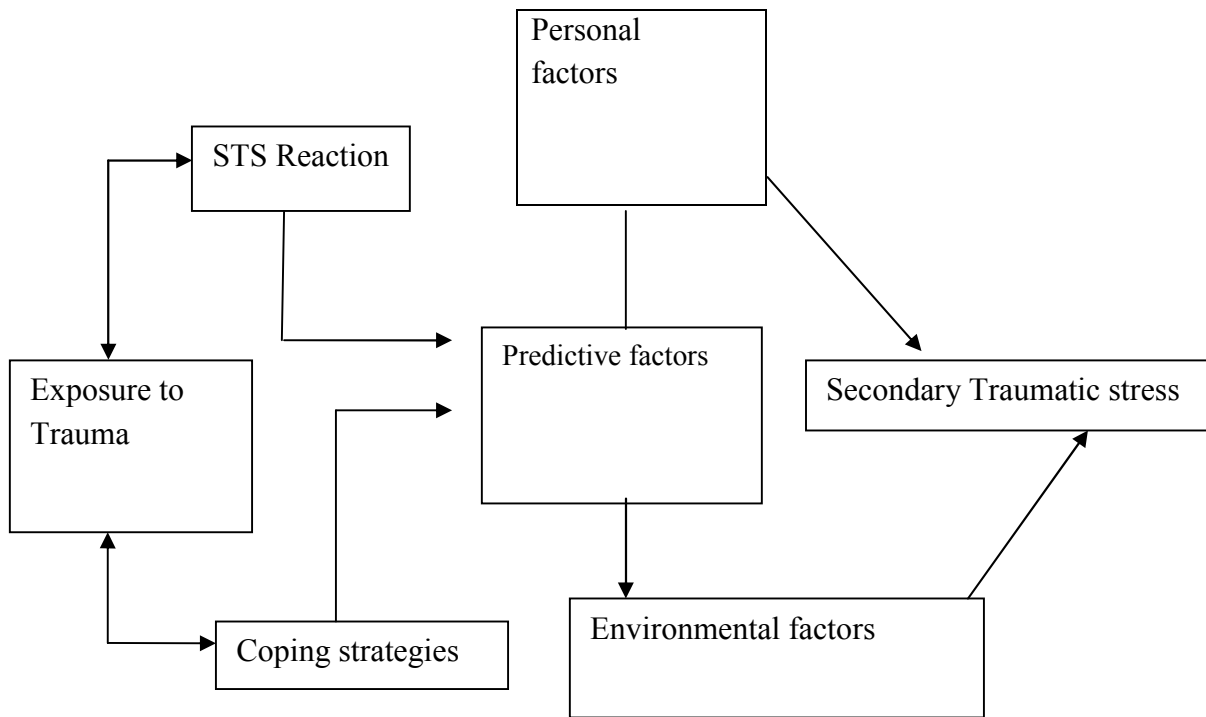 Personal
factors
STS Reaction
Predictive factors
Exposure to
Trauma
Secondary Traumatic stress
Environmental factors
Coping strategies